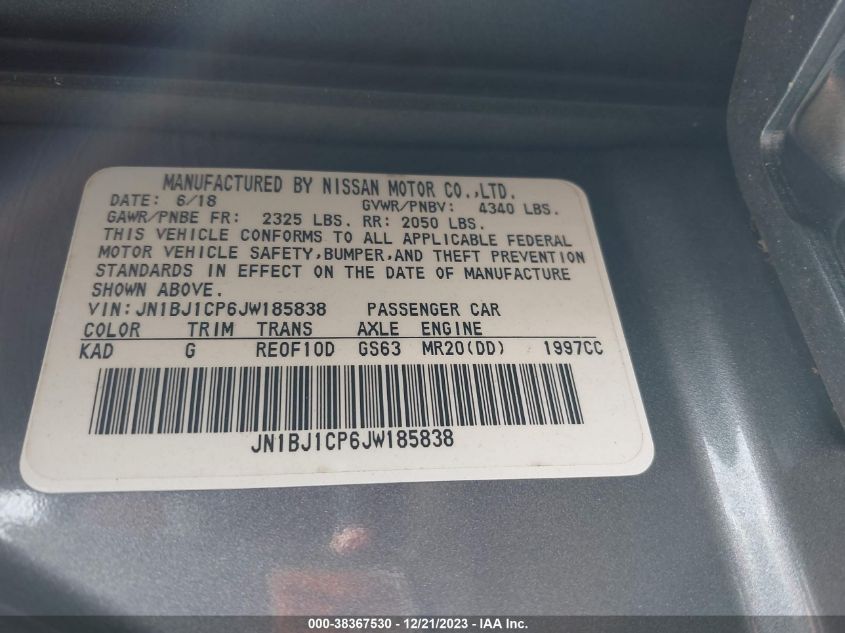 MANUFACTURED BY NISSAN MOTOR CO.,LTD.
DATE: 6/18 GVWR/PNBV: 4340 LBS.
GAWR/PNBE FR: 2325 LBS. RR: 2050 LBS.
THIS VEHICLE CONFORMS TO ALL APPLICABLE FEDERAL
MOTOR VEHICLE SAFETY,BUMPER,AND THEFT PREVENTION
STANDARDS IN EFFECT ON THE DATE OF MANUFACTURE
SHOWN ABOVE.
VIN:JN1BJ1CP6JW185838 PASSENGER CAR
COLOR TRIM TRANS AXLE ENGINE
KAD G RE0F10D GS63 MR20(DD) 1997CC
JN1BJ1CP6JW185838
000-38367530 - 12/21/2023 - IAA Inc.